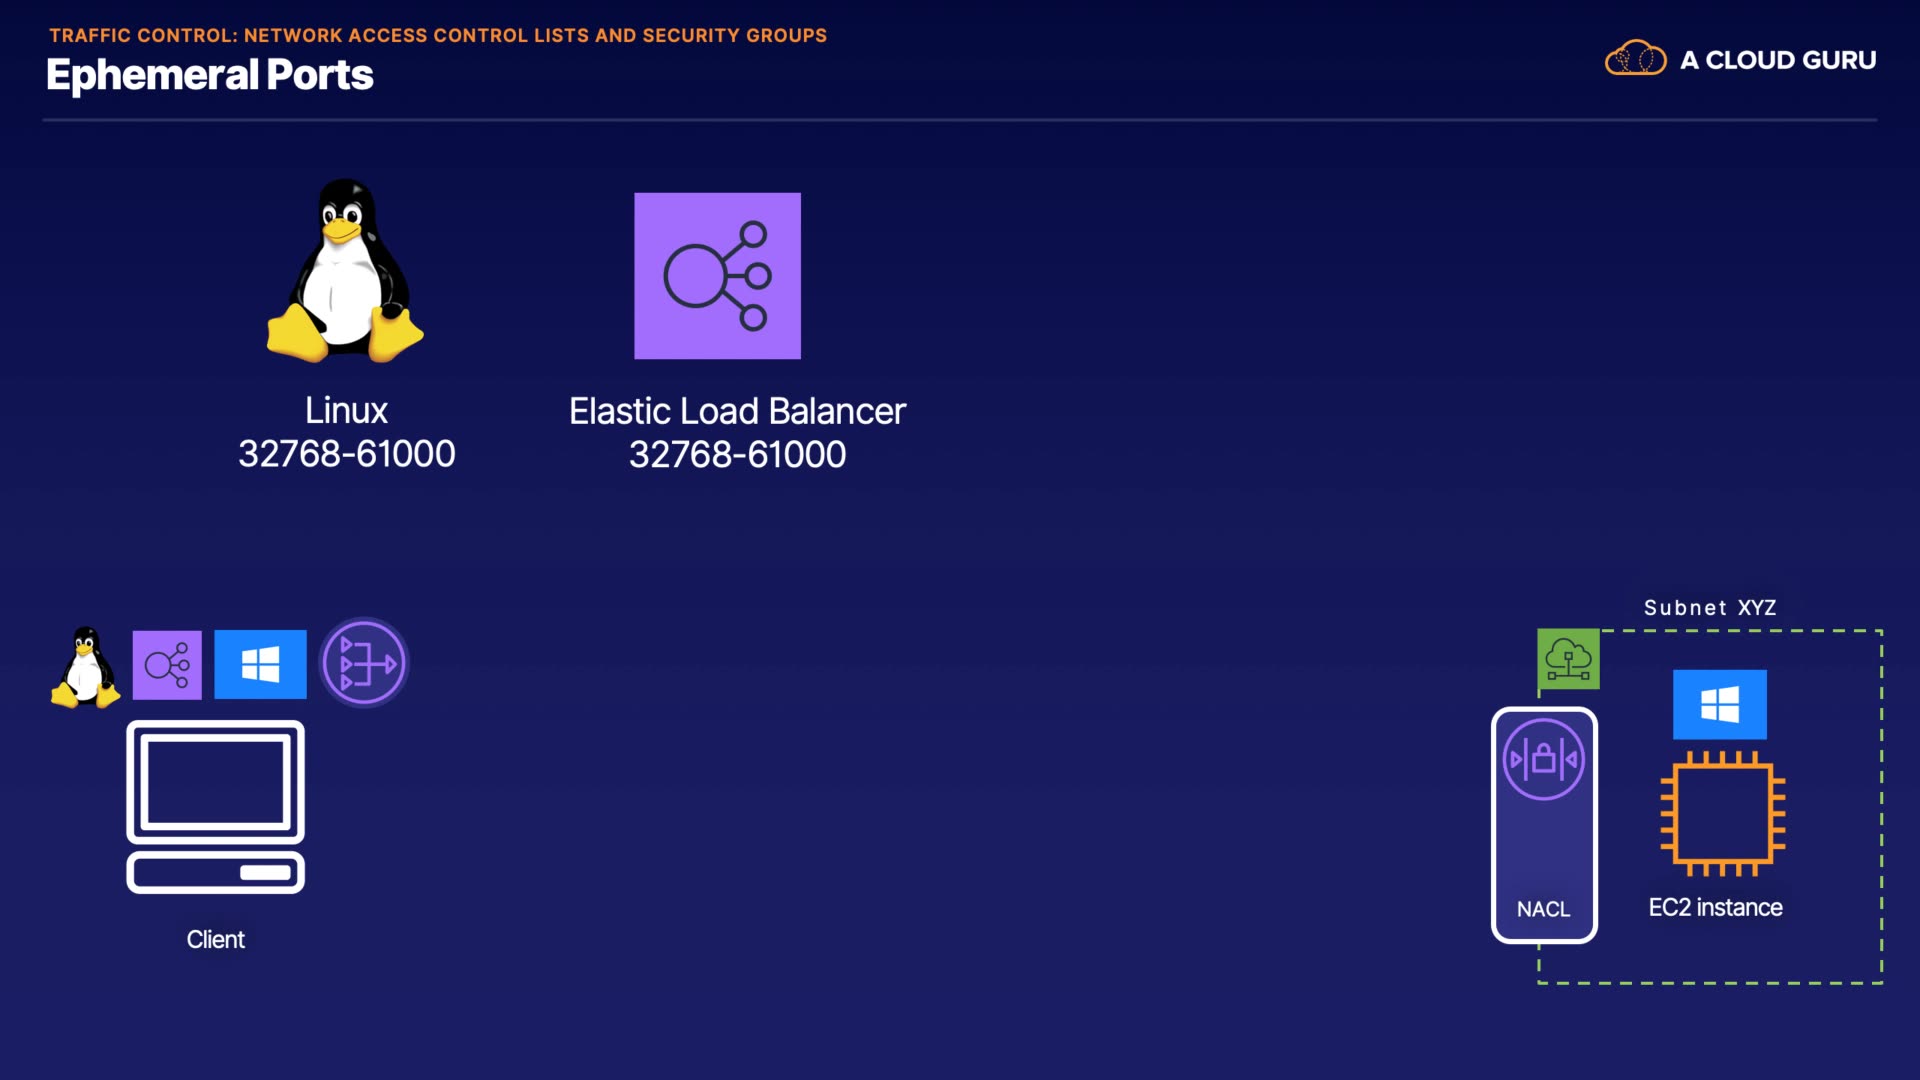 TRAFFIC CONTROL: NETWORK ACCESS CONTROL LISTS AND SECURITY GROUPS
Ephemeral Ports
A CLOUD GURU
Linux
32768-61000
Elastic Load Balancer
32768-61000
Subnet XYZ
NACL
EC2 instance
Client